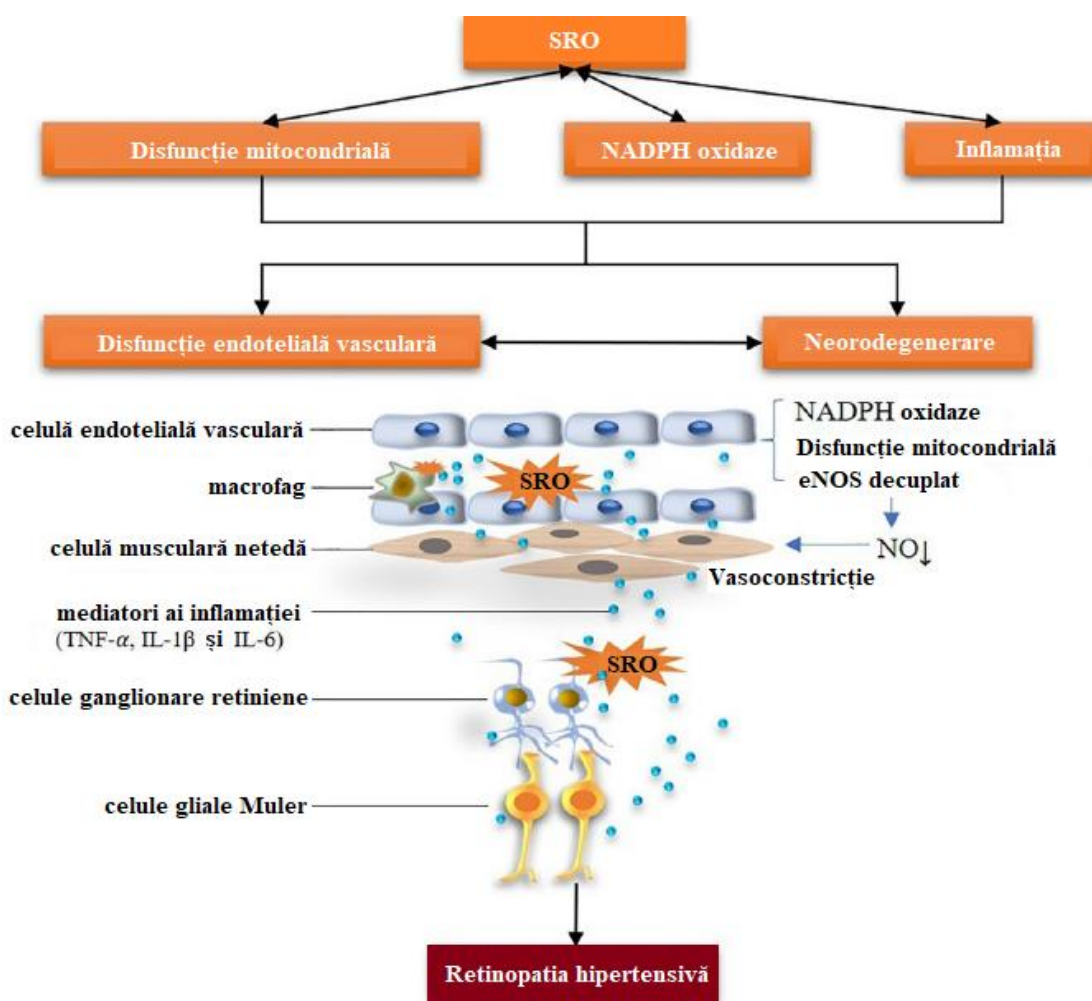 SRO
Disfuncție mitocondrială
NADPH oxidaze
Inflamația
Disfuncție endotelială vasculară
Neorodegenerare
celulă endotelială vasculară
NADPH oxidaze
Disfuncție mitocondrială
eNOS decuplat
macrofag
SRO
celulă musculară netedă
NO↓
Vasoconstricție
mediatori ai inflamației
(TNF-α, IL-1β și IL-6)
SRO
celule ganglionare retiniene
celule gliale Muler
Retinopatia hipertensivă